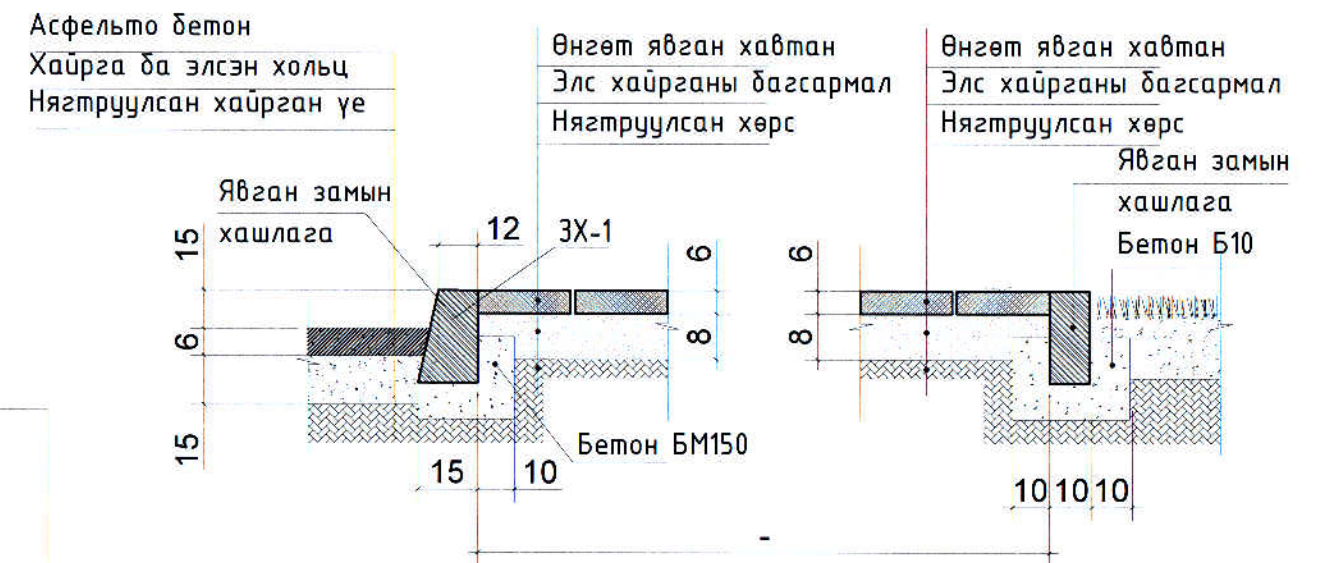 Асфельто бетон
Хайрга ба элсэн хольц
Нягтруулсан хайрган үе
Өнгөт явган хавтан
Элс хайрганы багсармал
Нягтруулсан хөрс
Өнгөт явган хавтан
Элс хайрганы багсармал
Нягтруулсан хөрс
Явган замын
хашлага
Явган замын
хашлага
Бетон Б10
12
ЗХ-1
15
6
15
6
8
6
8
Бетон БМ150
15
10
10
10
10
-